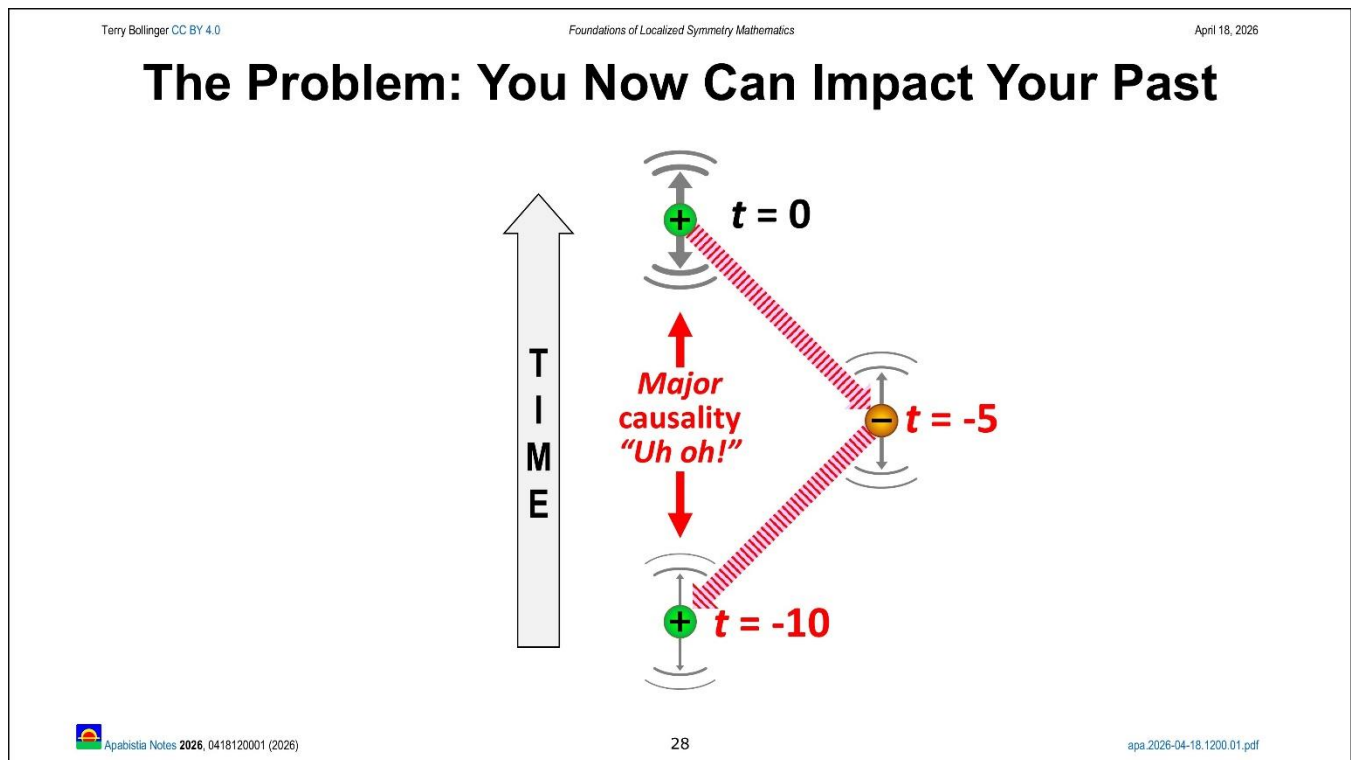 Terry Bollinger CC BY 4.0
Foundations of Localized Symmetry Mathematics
April 18, 2026
The Problem: You Now Can Impact Your Past
+
t = 0
T
I
M
E
Major
causality
“Uh oh!”
−
t = -5
+
t = -10
Apabistia Notes 2026, 0418120001 (2026)
28
apa.2026-04-18.1200.01.pdf